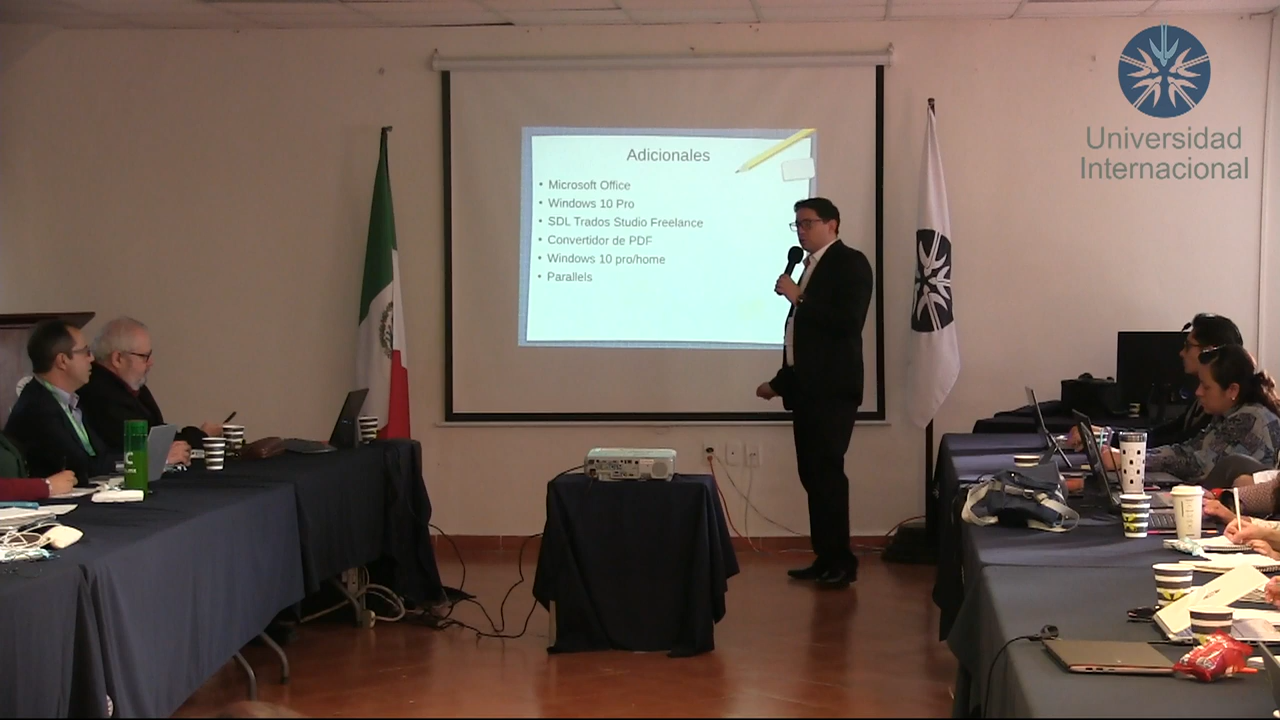 Universidad
Internacional
Adicionales
• Microsoft Office
• Windows 10 Pro
• SDL Trados Studio Freelance
• Convertidor de PDF
• Windows 10 pro/home
• Parallels